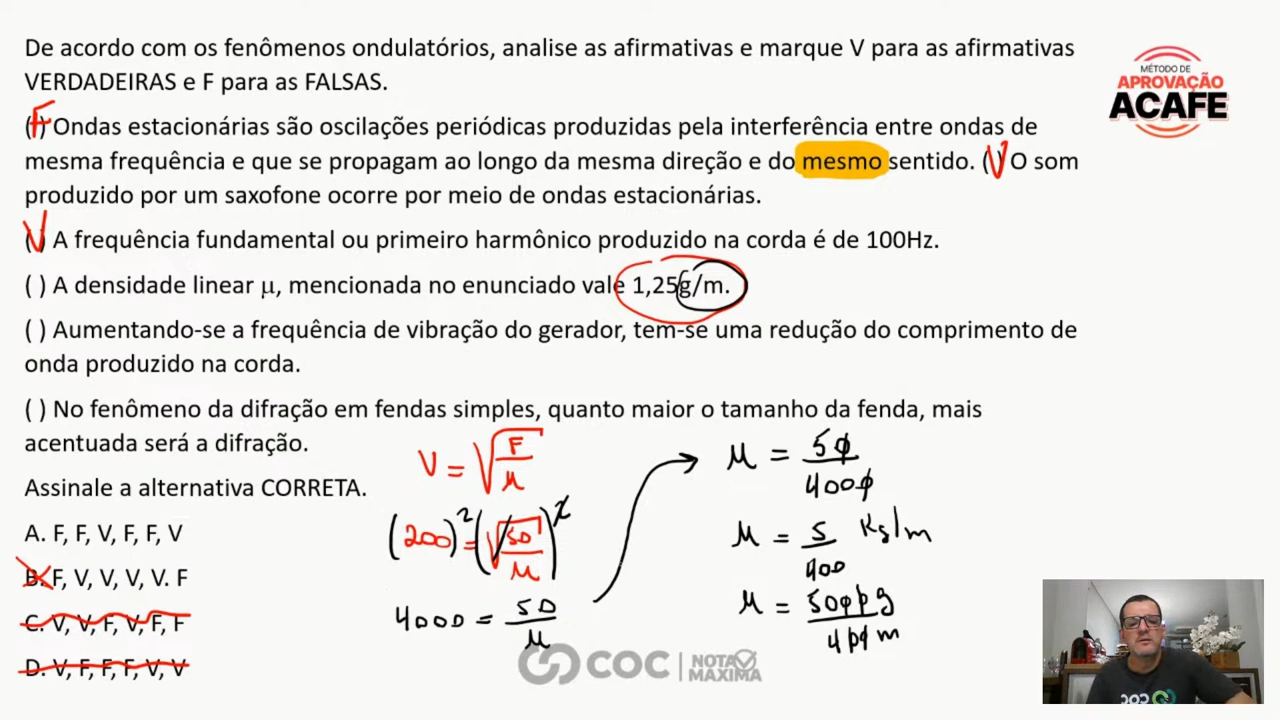 De acordo com os fenômenos ondulatórios, analise as afirmativas e marque V para as afirmativas
VERDADEIRAS e F para as FALSAS.
MÉTODO DE
APROVAÇÃO
ACAFE
(F) Ondas estacionárias são oscilações periódicas produzidas pela interferência entre ondas de
mesma frequência e que se propagam ao longo da mesma direção e do mesmo sentido. (V) O som
produzido por um saxofone ocorre por meio de ondas estacionárias.
(V) A frequência fundamental ou primeiro harmônico produzido na corda é de 100Hz.
( ) A densidade linear μ, mencionada no enunciado vale 1,25g/m.
( ) Aumentando-se a frequência de vibração do gerador, tem-se uma redução do comprimento de
onda produzido na corda.
( ) No fenômeno da difração em fendas simples, quanto maior o tamanho da fenda, mais
acentuada será a difração.
Assinale a alternativa CORRETA.
A. F, F, V, F, F, V
B. F, V, V, V, V. F
C. V, V, F, V, F, F
D. V, F, F, F, V, V
V = √F/μ
(200)² = (√50/μ)²
4000 = 50/μ
μ = 50/4000
μ = 5/400 Kg/m
μ = 5000 g/400 m
COC NOTA
MÁXIMA
coc